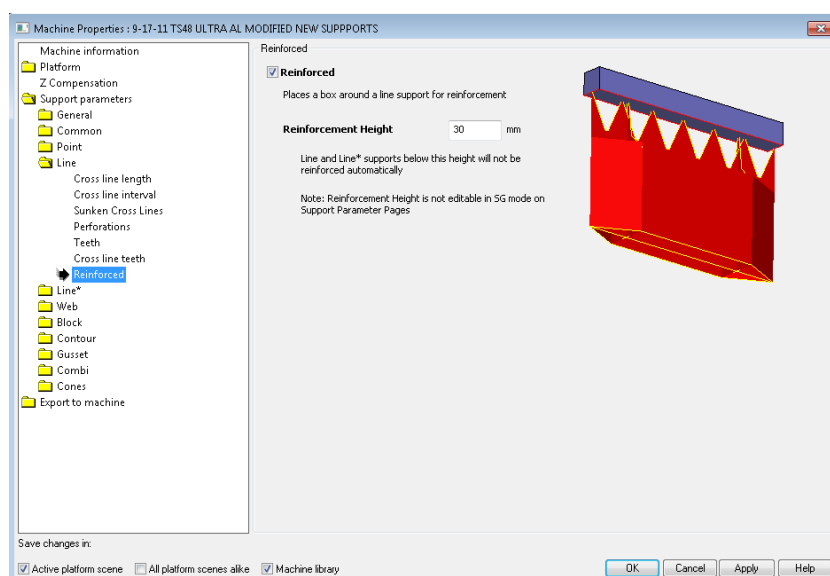 Machine Properties : 9-17-11 TS48 ULTRA AL MODIFIED NEW SUPPPORTS
Machine information
Platform
Z Compensation
Support parameters
General
Common
Point
Line
Cross line length
Cross line interval
Sunken Cross Lines
Perforations
Teeth
Cross line teeth
Reinforced
Line*
Web
Block
Contour
Gusset
Combi
Cones
Export to machine
Reinforced
Reinforced
Places a box around a line support for reinforcement
Reinforcement Height 30 mm
Line and Line* supports below this height will not be
reinforced automatically
Note: Reinforcement Height is not editable in SG mode on
Support Parameter Pages
Save changes in:
Active platform scene All platform scenes alike Machine library
OK Cancel Apply Help